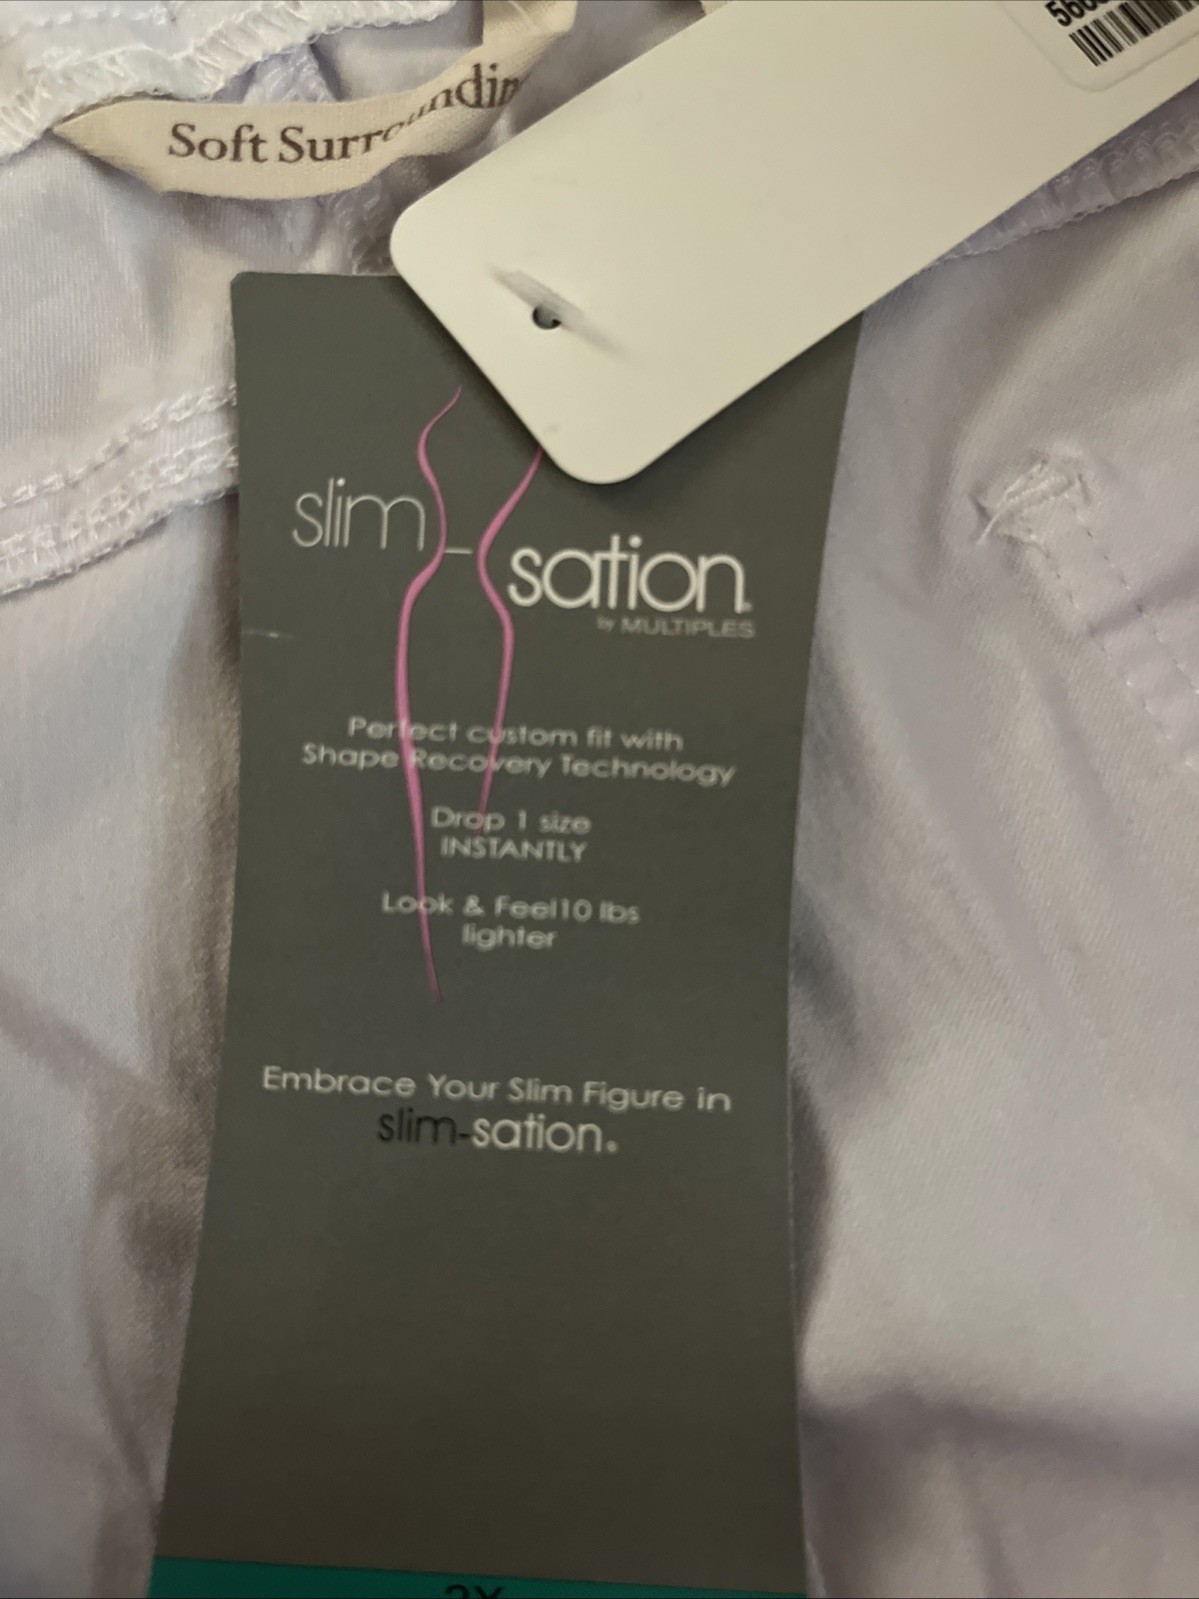 Soft Surroundin
slim-sation.
by MULTIPLES
Perfect custom fit with
Shape Recovery Technology
Drop 1 size
INSTANTLY
Look & Feel10 lbs
lighter
Embrace Your Slim Figure in
slim-sation®